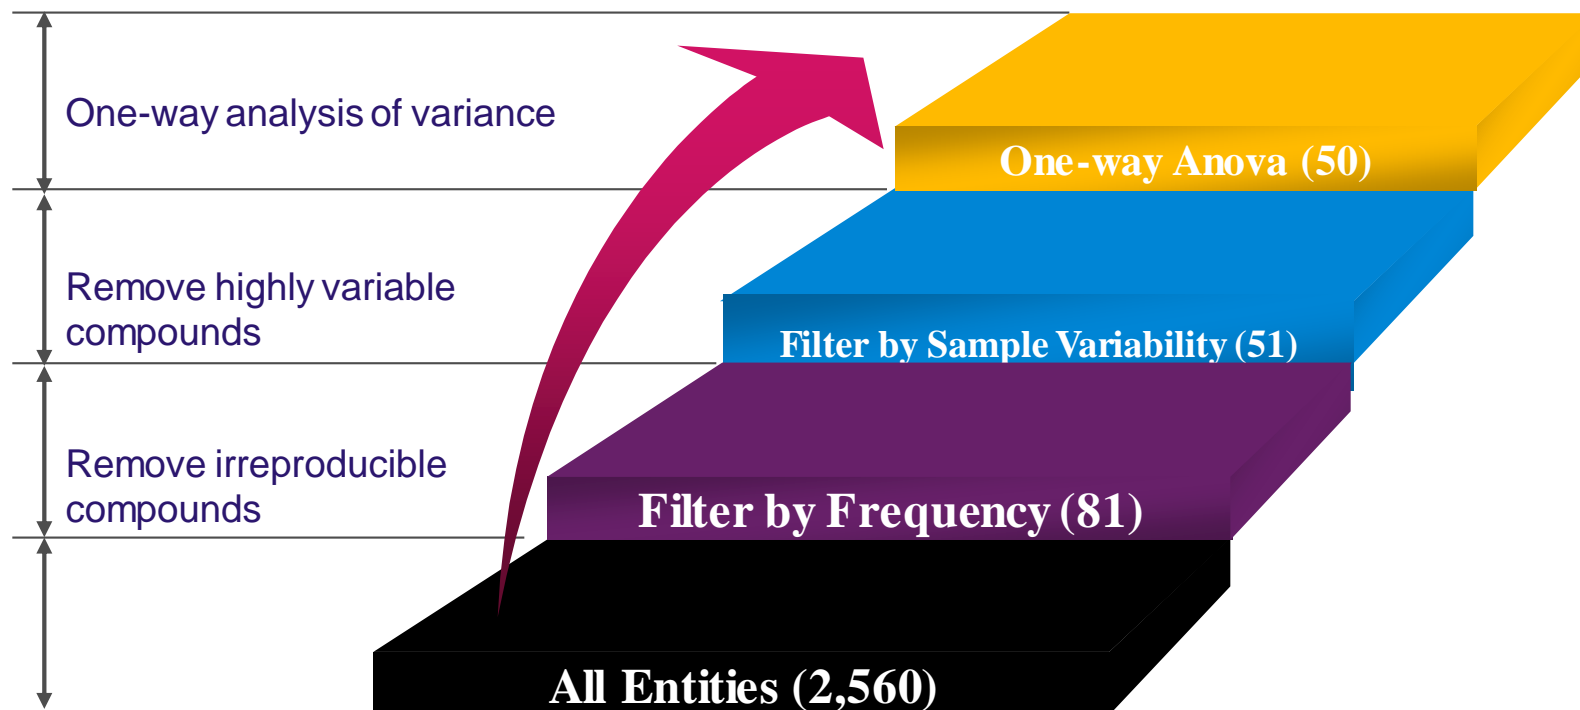 One-way analysis of variance
One-way Anova (50)
Remove highly variable
compounds
Filter by Sample Variability (51)
Remove irreproducible
compounds
Filter by Frequency (81)
All Entities (2,560)